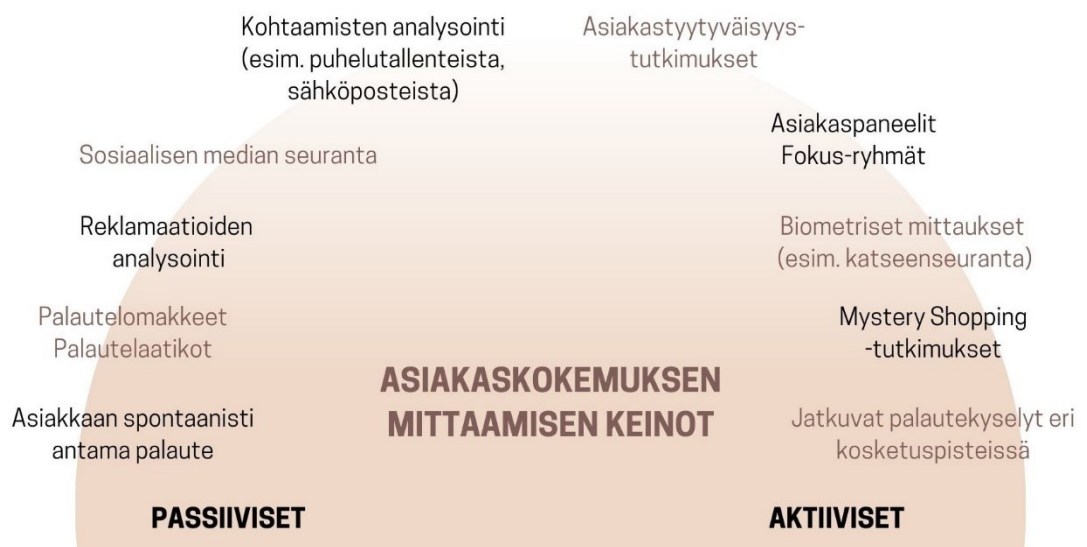 Kohtaamisten analysointi
(esim. puhelutallenteista,
sähköposteista)
Asiakastyytyväisyys-
tutkimukset
Sosiaalisen median seuranta
Asiakaspaneelit
Fokus-ryhmät
Reklamaatioiden
analysointi
Biometriset mittaukset
(esim. katseenseuranta)
Palautelomakkeet
Palautelaatikot
Mystery Shopping
-tutkimukset
ASIAKASKOKEMUKSEN
MITTAAMISEN KEINOT
Asiakkaan spontaanisti
antama palaute
Jatkuvat palautekyselyt eri
kosketuspisteissä
PASSIIVISET
AKTIIVISET